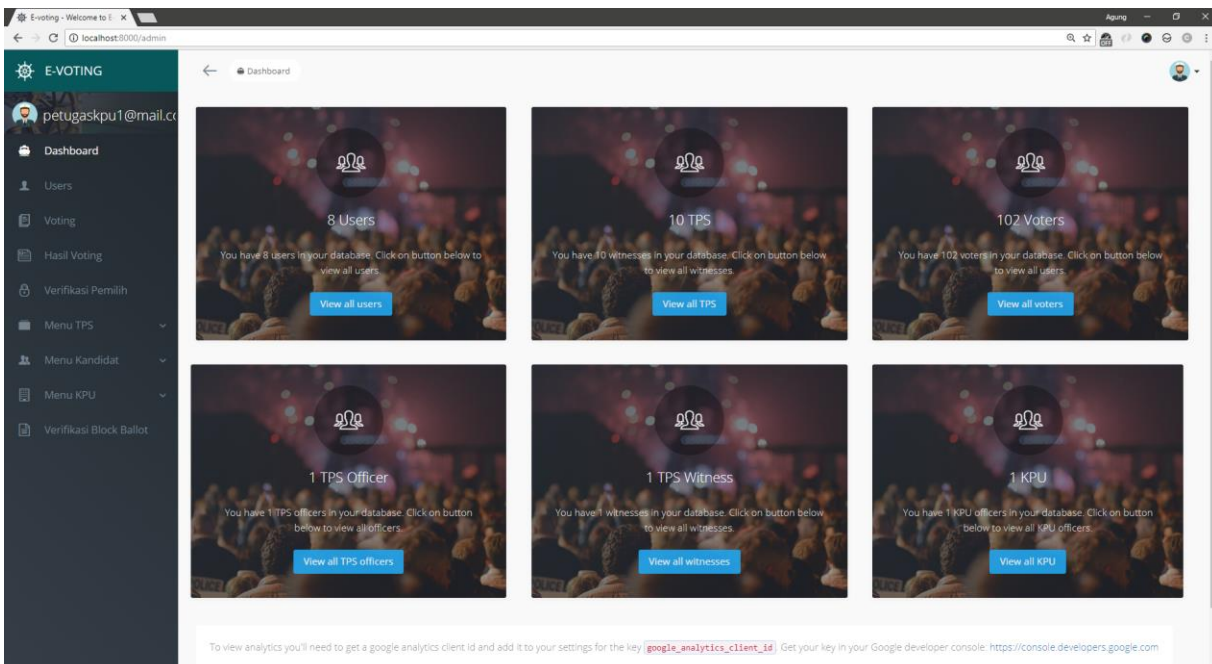 E-voting - Welcome to E
Agung
localhost:8000/admin
E-VOTING
Dashboard
petugaskpu1@mail.cc
Dashboard
Users
Voting
Hasil Voting
Verifikasi Pemilih
Menu TPS
Menu Kandidat
Menu KPU
Verifikasi Block Ballot
8 Users
You have 8 users in your database. Click on button below to
view all users.
View all users
10 TPS
You have 10 witnesses in your database. Click on button below
to view all witnesses.
View all TPS
102 Voters
You have 102 voters in your database. Click on button below
to view all users.
View all voters
1 TPS Officer
You have 1 TPS officers in your database. Click on button
below to view all officers.
View all TPS officers
1 TPS Witness
You have 1 witnesses in your database. Click on button below
to view all witnesses.
View all witnesses
1 KPU
You have 1 KPU officers in your database. Click on button
below to view all KPU officers.
View all KPU
To view analytics you'll need to get a google analytics client id and add it to your settings for the key google_analytics_client_id. Get your key in your Google developer console: https://console.developers.google.com